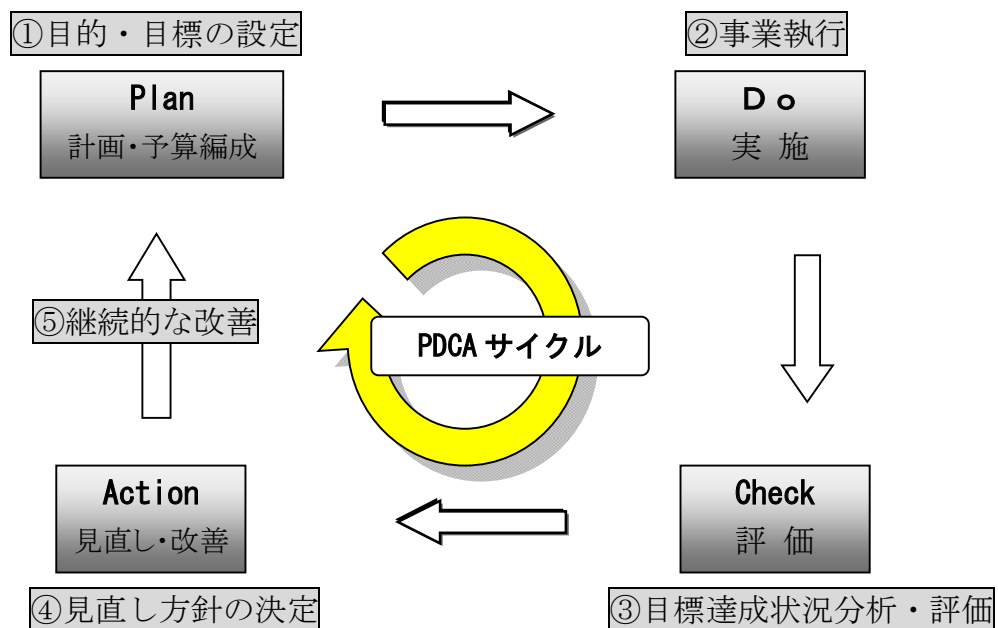 ①目的・目標の設定
②事業執行
Plan
計画・予算編成
Do
実 施
⑤継続的な改善
PDCA サイクル
Action
見直し・改善
Check
評 価
④見直し方針の決定
③目標達成状況分析・評価